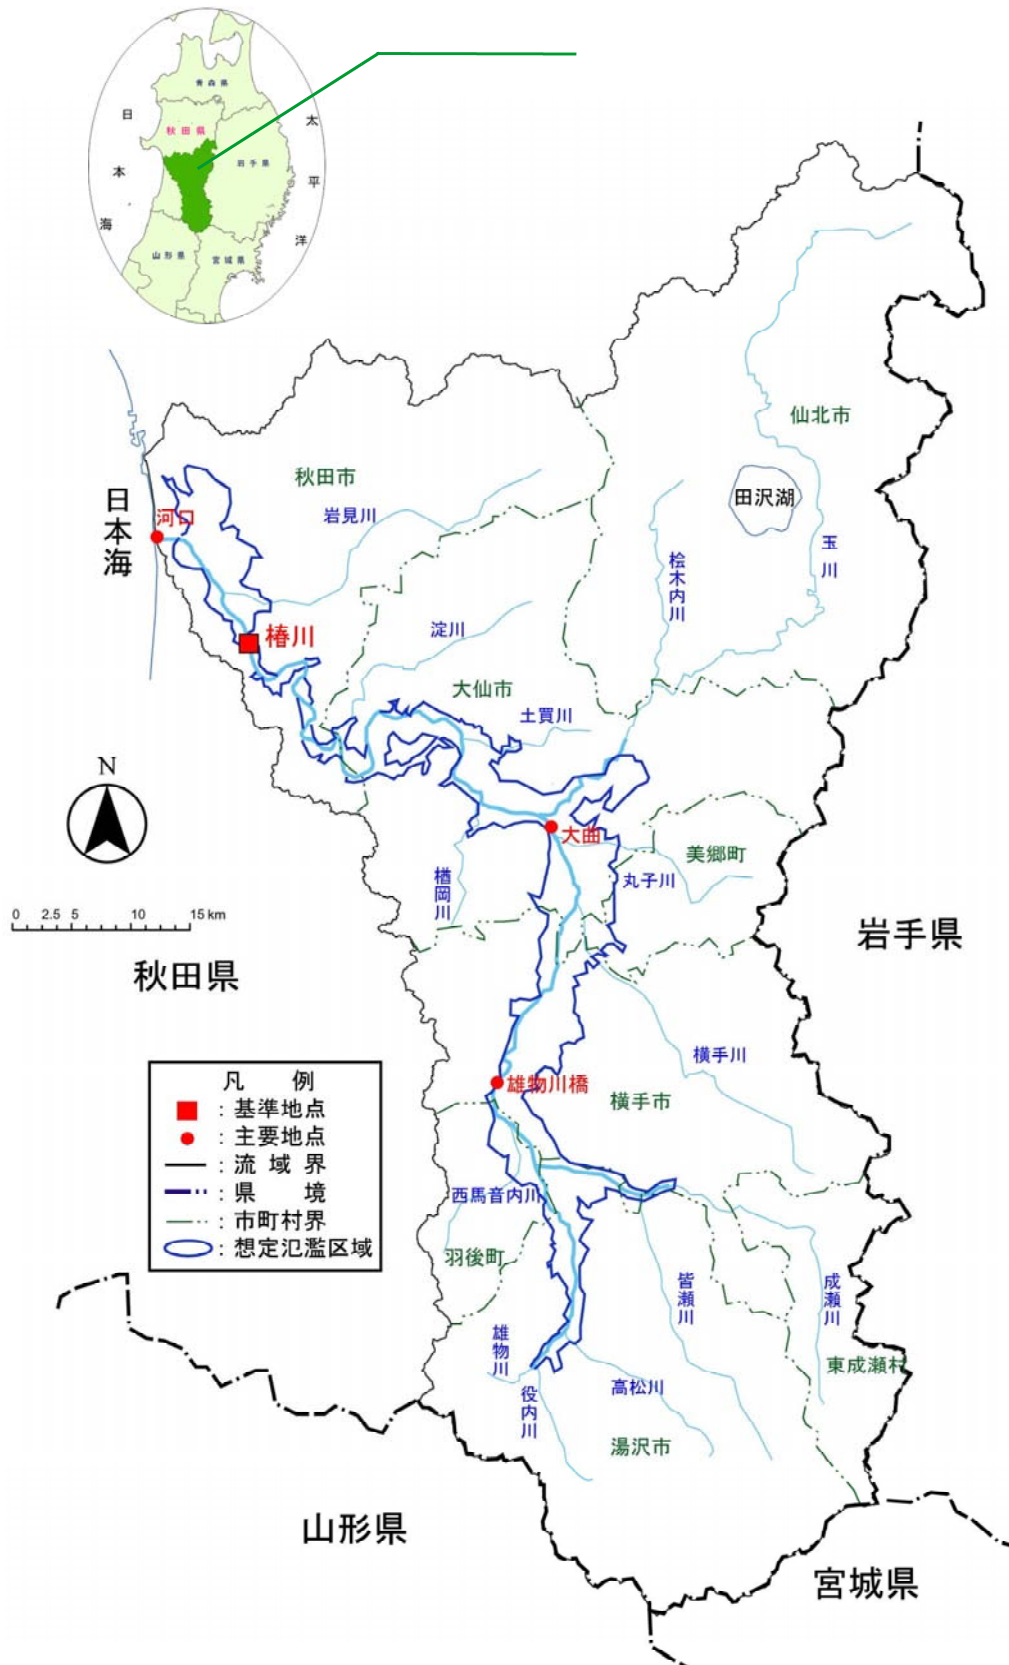 青森県
日本海
秋田県
岩手県
太平洋
山形県
宮城県
仙北市
秋田市
田沢湖
日本海
河口
岩見川
玉川
桧木内川
椿川
淀川
大仙市
土買川
N
大曲
美郷町
楢岡川
丸子川
0 2.5 5 10 15 km
岩手県
秋田県
横手川
凡 例
：基準地点
：主要地点
：流域界
：県 境
：市町村界
：想定氾濫区域
雄物川橋
横手市
西馬音内川
羽後町
皆瀬川
成瀬川
雄物川
東成瀬村
役内川
高松川
湯沢市
山形県
宮城県